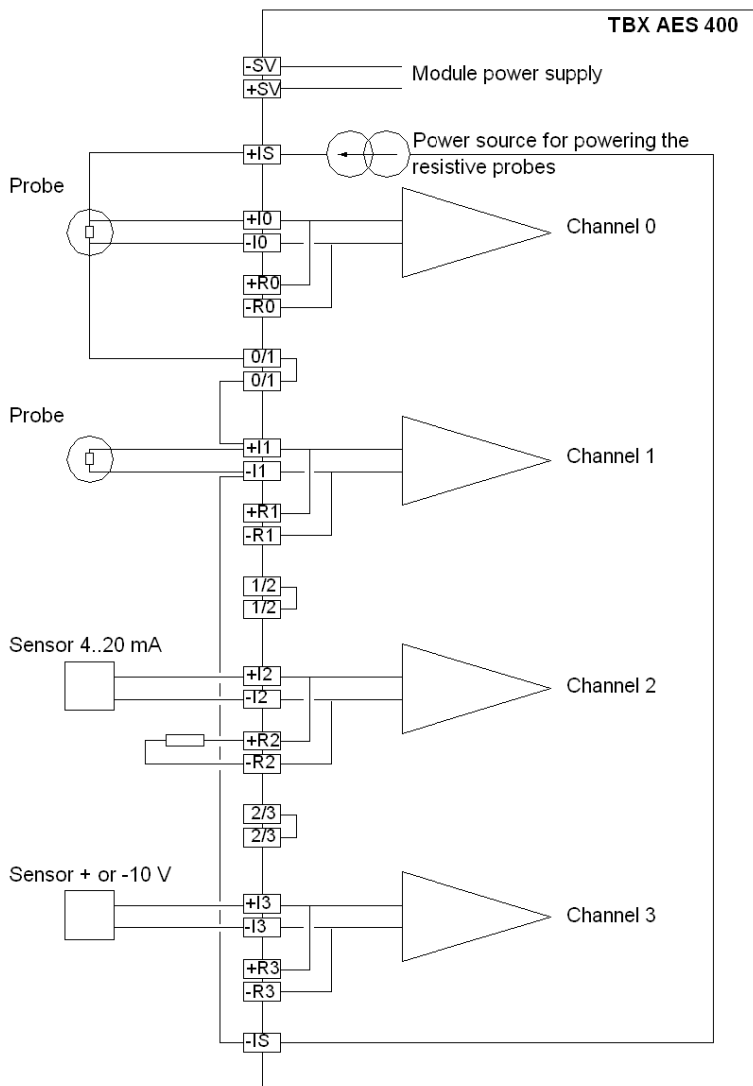 TBX AES 400
-SV
+SV
Module power supply
+IS
Power source for powering the
resistive probes
Probe
+I0
-I0
Channel 0
+R0
-R0
0/1
0/1
Probe
+I1
-I1
Channel 1
+R1
-R1
1/2
1/2
Sensor 4..20 mA
+I2
-I2
Channel 2
+R2
-R2
2/3
2/3
Sensor + or -10 V
+I3
-I3
Channel 3
+R3
-R3
-IS